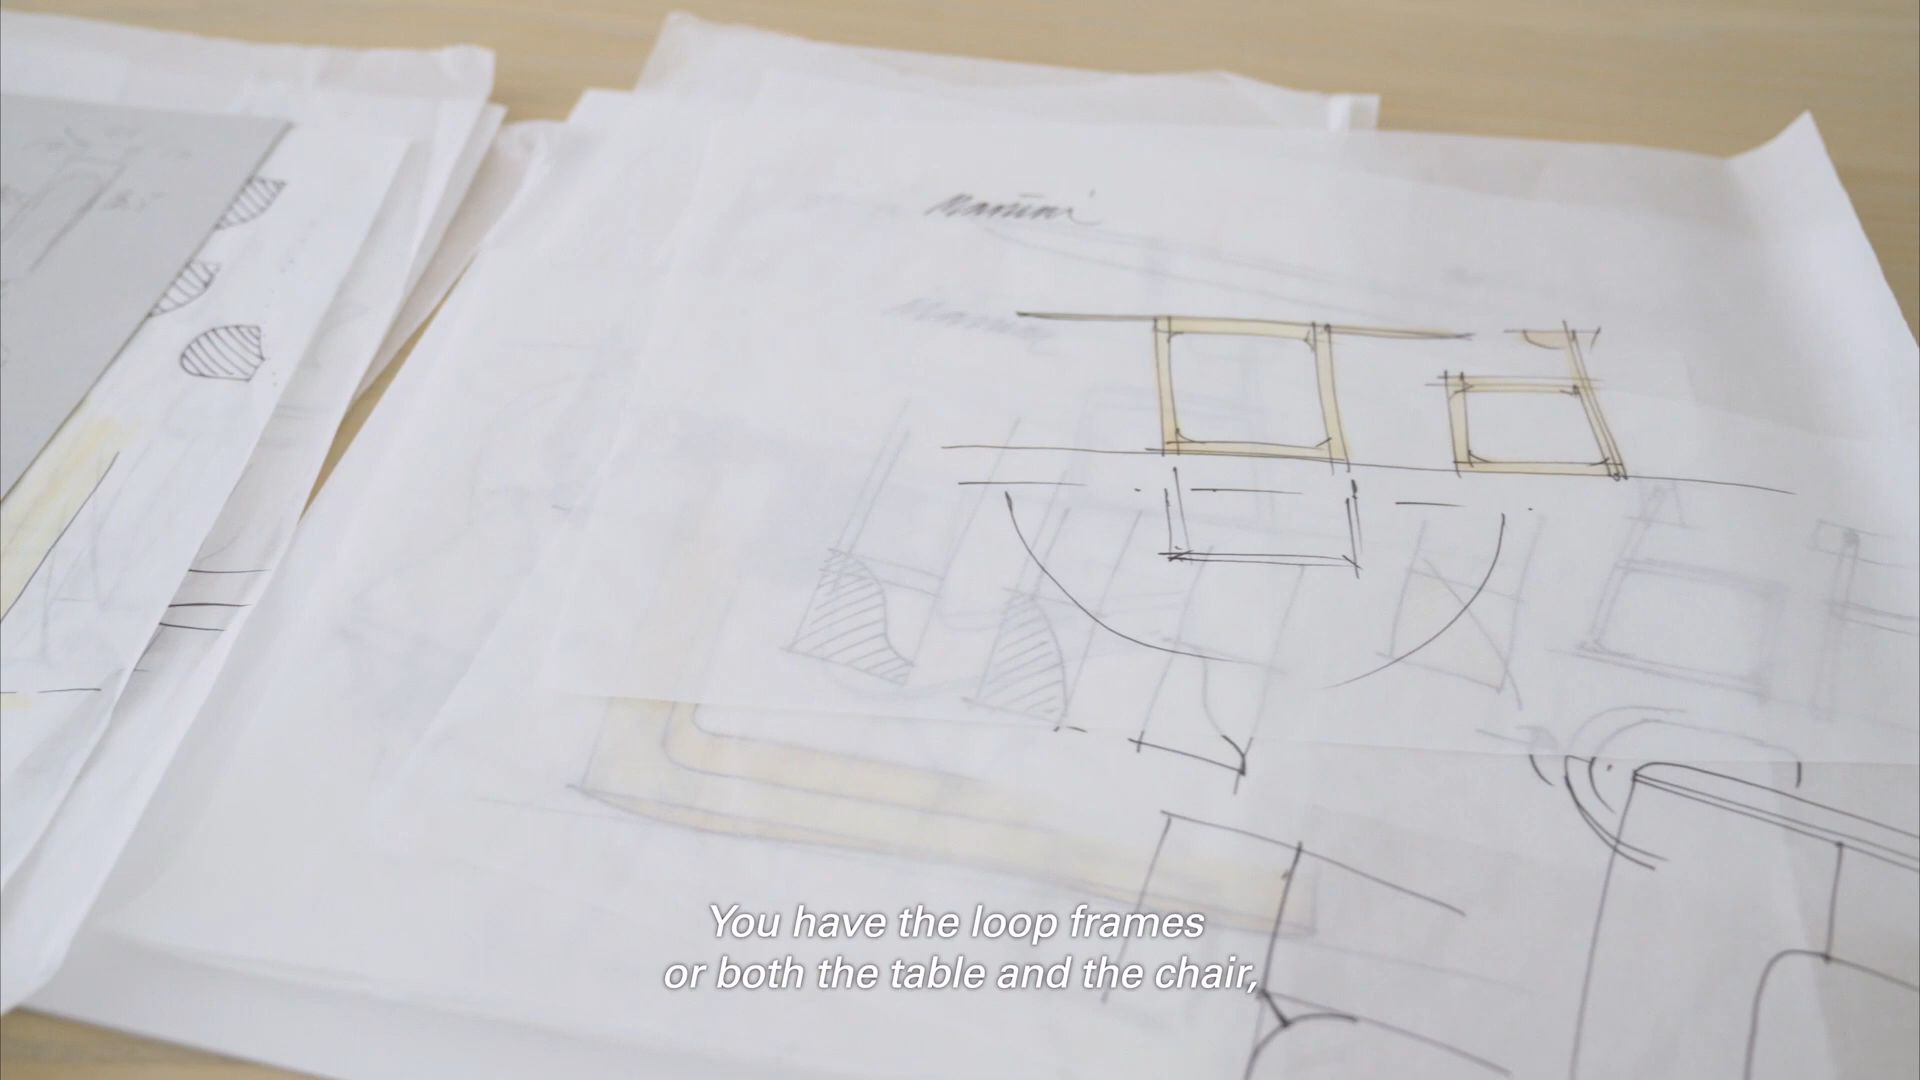 You have the loop frames
or both the table and the chair,